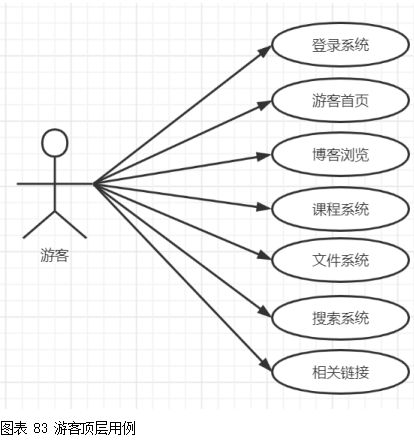 登录系统
游客首页
博客浏览
课程系统
游客
文件系统
搜索系统
相关链接
图表 83 游客顶层用例